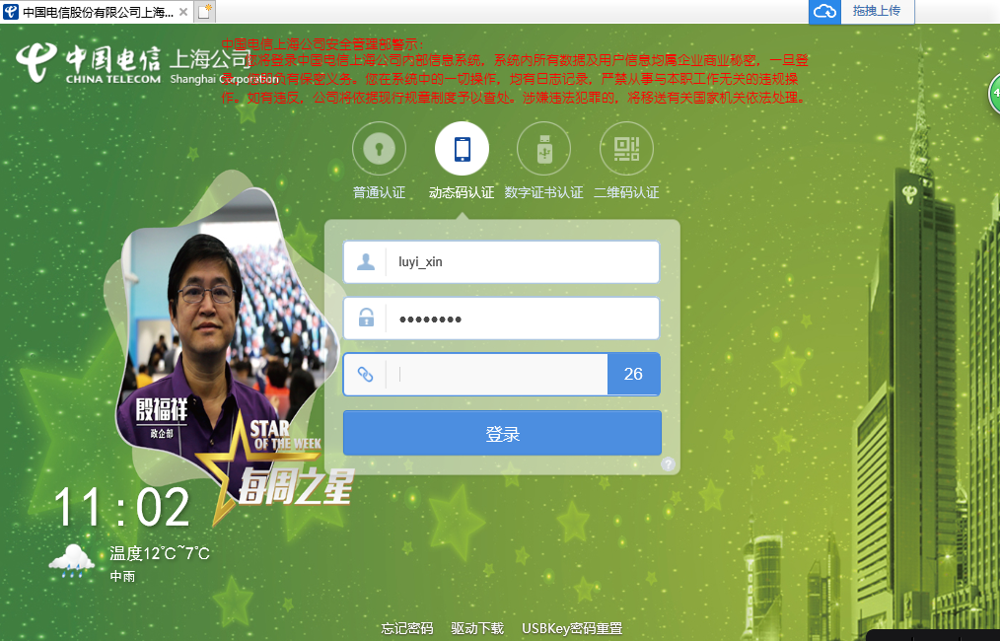 中国电信股份有限公司上海...
拖拽上传
中国电信 上海公司
CHINA TELECOM Shanghai Corporation
中国电信上海公司安全管理部警示:
将登录中国电信上海公司内部信息系统，系统内所有数据及用户信息均属企业商业秘密，一旦登
负有保密义务。您在系统中的一切操作，均有日志记录，严禁从事与本职工作无关的违规操
作。如有违反，公司将依据现行规章制度予以查处。涉嫌违法犯罪的，将移送有关国家机关依法处理。
普通认证 动态码认证 数字证书认证 二维码认证
luyi_xin
••••••••
26
登录
?
殷福祥
政企部
STAR
OF THE WEEK
每周之星
11:02
温度12℃~7℃
中雨
忘记密码 驱动下载 USBKey密码重置
4